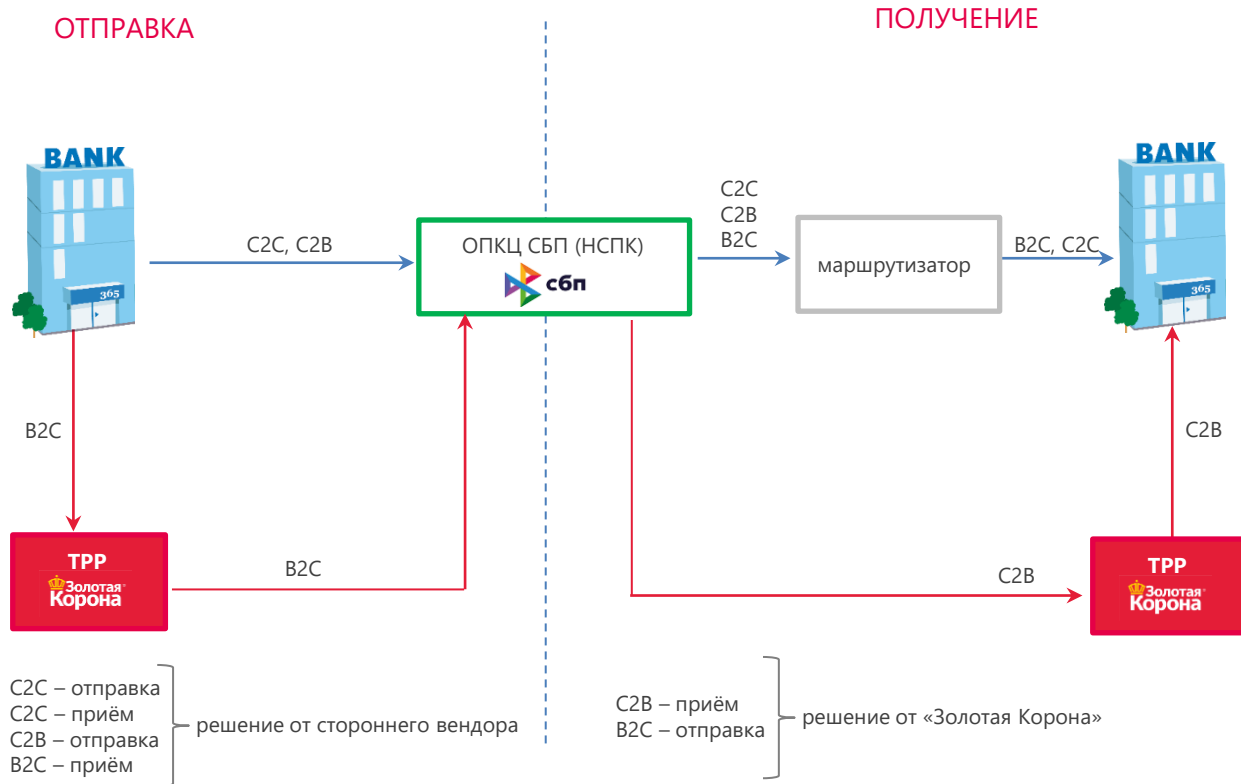 ОТПРАВКА
ПОЛУЧЕНИЕ
BANK
365
BANK
365
C2C, C2B
ОПКЦ СБП (НСПК)
сбп
C2C
C2B
B2C
маршрутизатор
B2C, C2C
B2C
C2B
TPP
Золотая
Корона
B2C
C2B
TPP
Золотая
Корона
C2C – отправка
C2C – приём
C2B – отправка
B2C – приём
решение от стороннего вендора
C2B – приём
B2C – отправка
решение от «Золотая Корона»